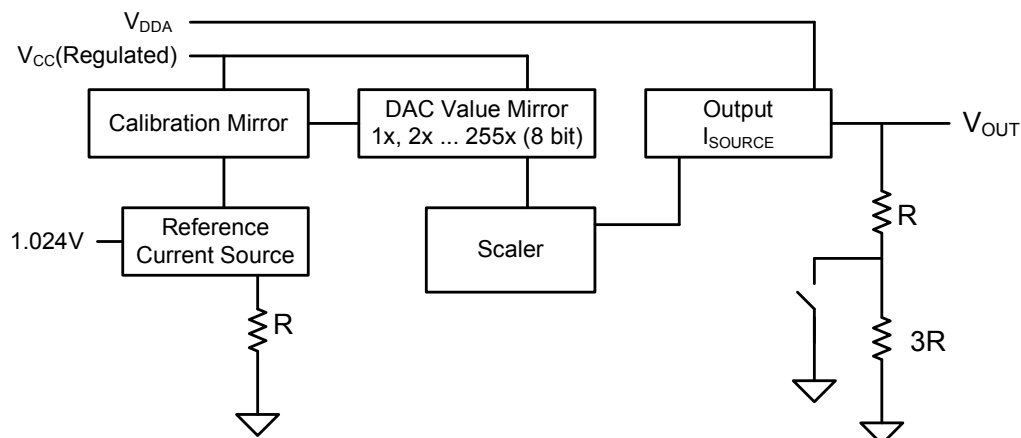 VDDA
VCC(Regulated)
Calibration Mirror
DAC Value Mirror
1x, 2x ... 255x (8 bit)
Output
ISOURCE
VOUT
Reference
Current Source
1.024V
Scaler
R
R
3R